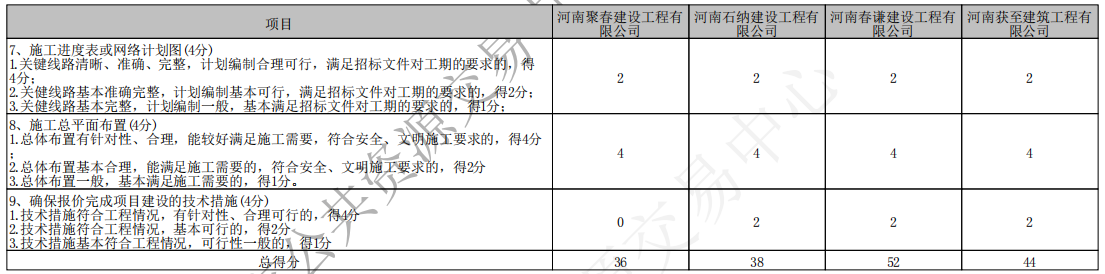 项目
河南聚春建设工程有
限公司
河南石纳建设工程有
限公司
河南春谦建设工程有
限公司
河南获至建筑工程有
限公司
7、施工进度表或网络计划图(4分)
1.关键线路清晰、准确、完整，计划编制合理可行，满足招标文件对工期的要求的，得
4分；
2.关健线路基本准确完整，计划编制基本可行，满足招标文件对工期的要求的，得2分；
3.关健线路基本完整，计划编制一般，基本满足招标文件对工期的要求的，得1分；
2
2
2
2
8、施工总平面布置(4分)
1.总体布置有针对性、合理，能较好满足施工需要，符合安全、文明施工要求的，得4分
；
2.总体布置基本合理，能满足施工需要的，符合安全、文明施工要求的，得2分
3.总体布置一般，基本满足施工需要的，得1分。
4
4
4
4
9、确保报价完成项目建设的技术措施(4分)
1.技术措施符合工程情况，有针对性、合理可行的，得4分
2.技术措施符合工程情况，基本可行的，得2分
3.技术措施基本符合工程情况，可行性一般的，得1分
0
2
2
2
总得分
36
38
52
44
公共资源交易
交易中心